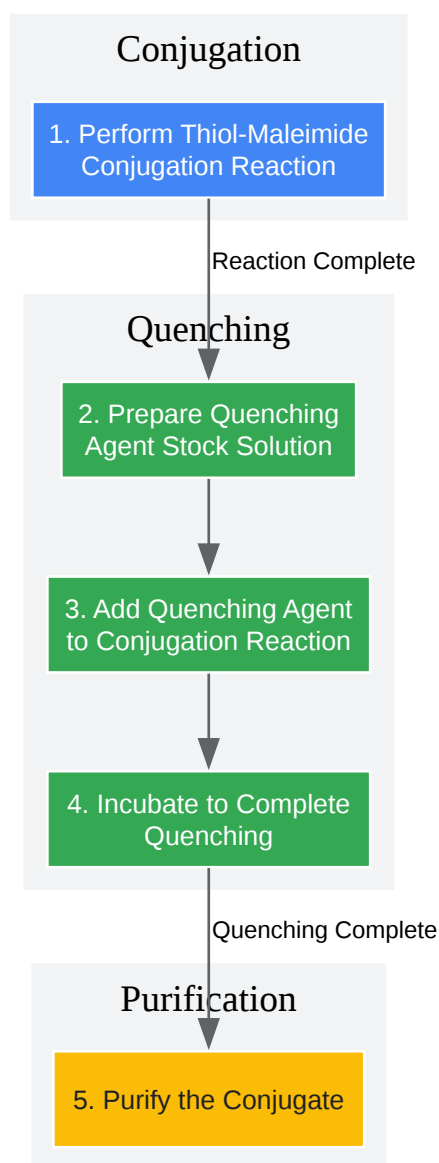 Conjugation
1. Perform Thiol-Maleimide
Conjugation Reaction
Reaction Complete
Quenching
2. Prepare Quenching
Agent Stock Solution
3. Add Quenching Agent
to Conjugation Reaction
4. Incubate to Complete
Quenching
Quenching Complete
Purification
5. Purify the Conjugate